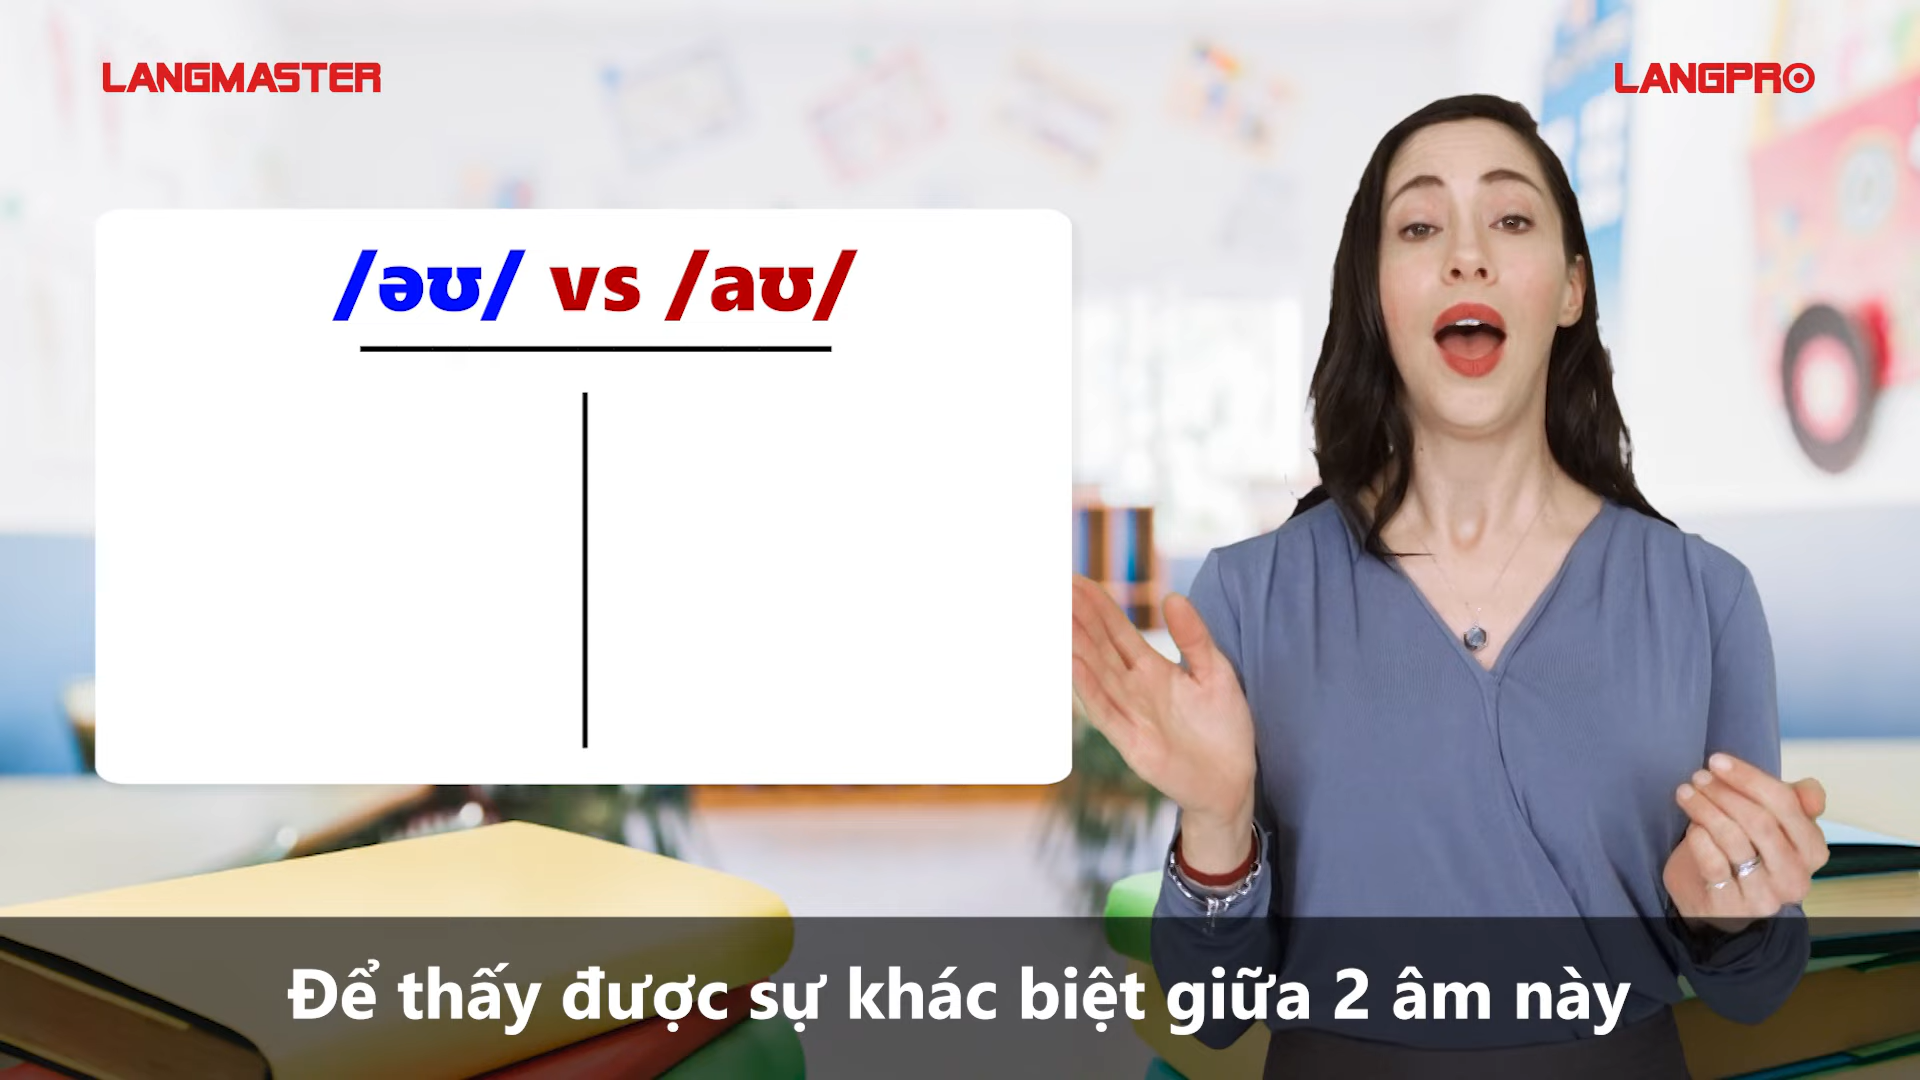 LANGMASTER
LANGPRO
/əʊ/ vs /aʊ/
Để thấy được sự khác biệt giữa 2 âm này